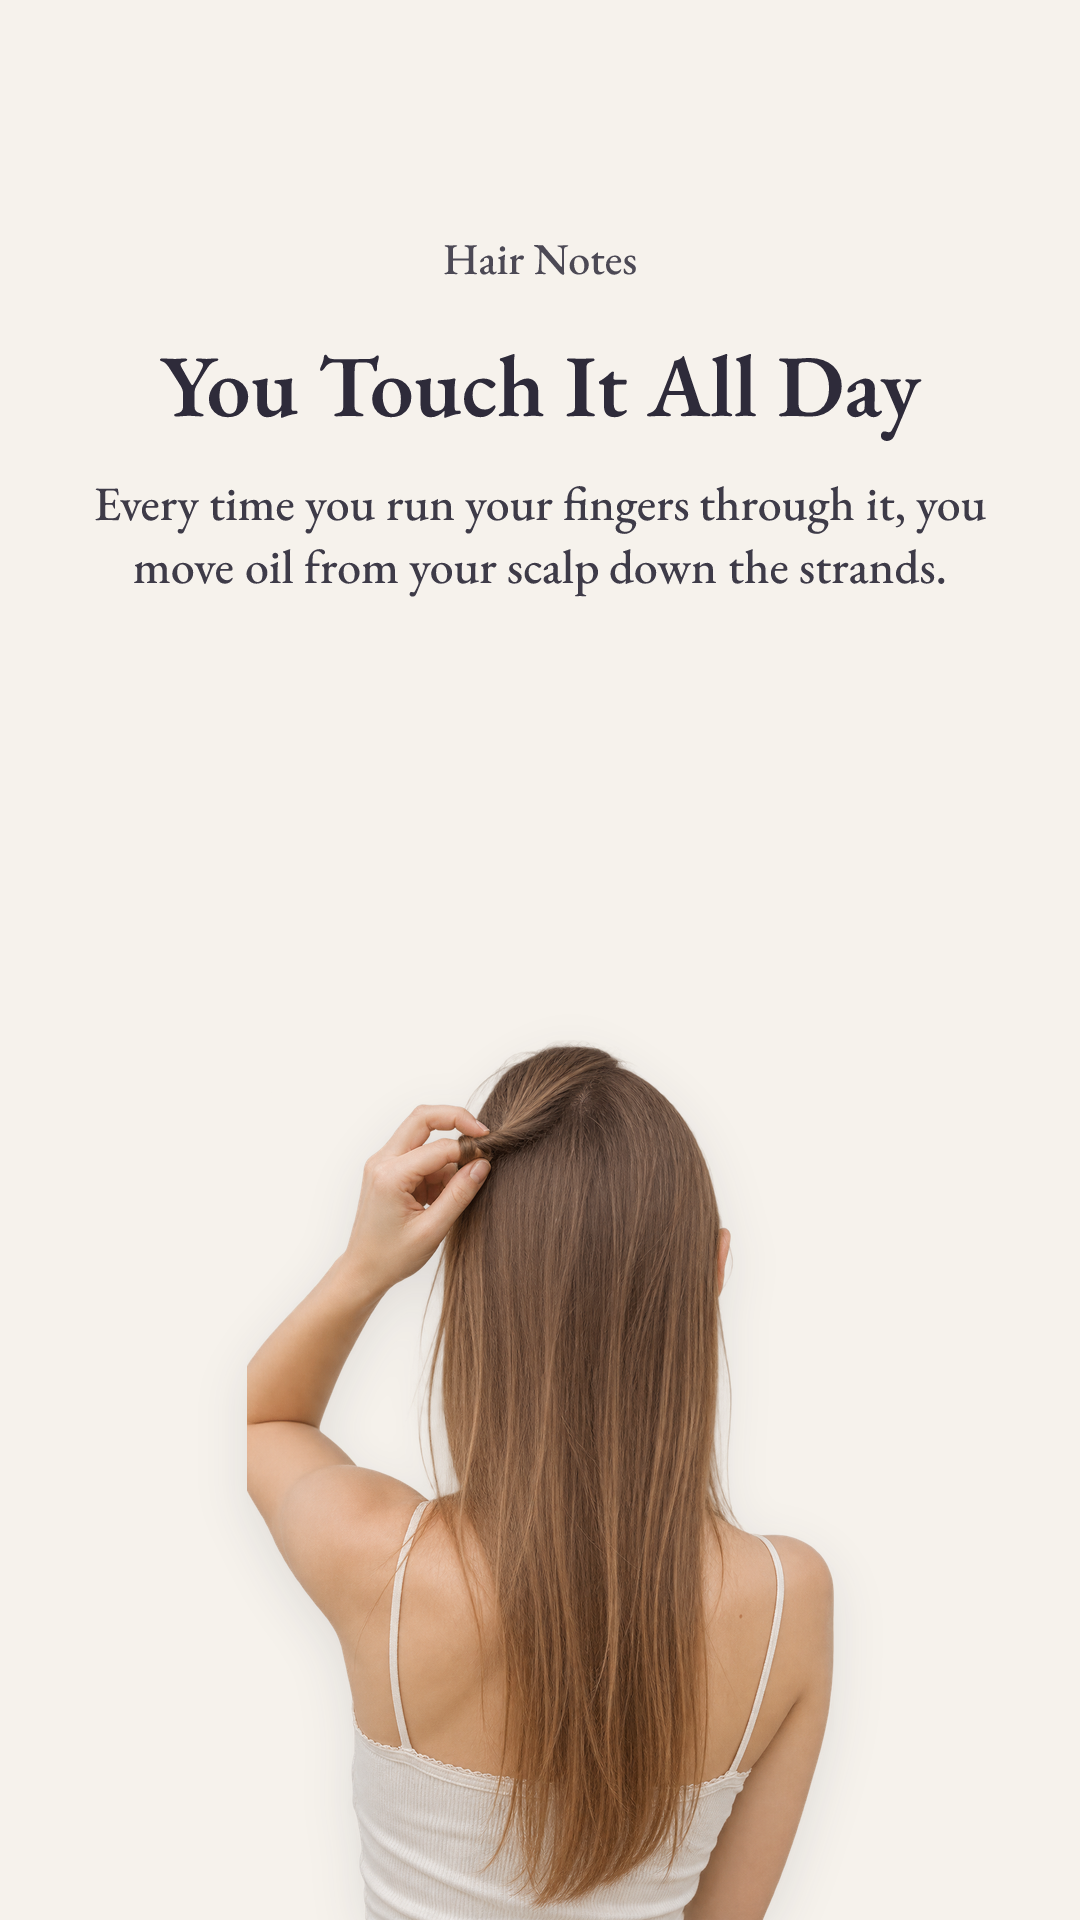 Hair Notes
You Touch It All Day
Every time you run your fingers through it, you
move oil from your scalp down the strands.